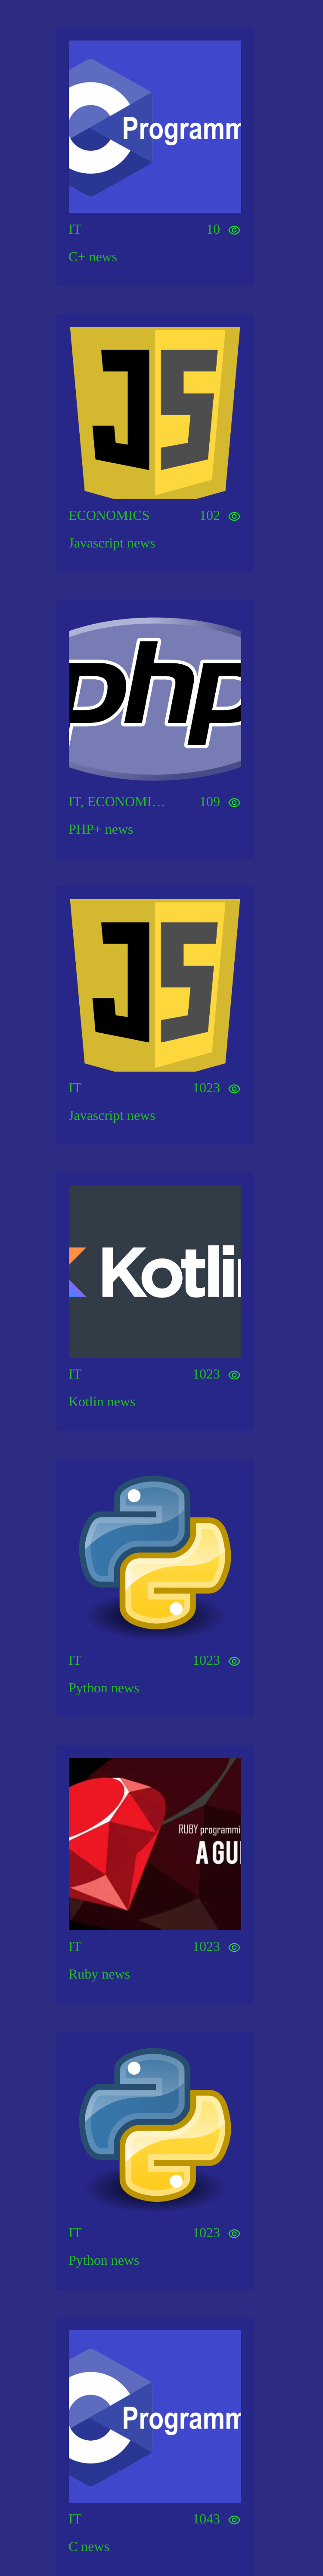 C Programm
IT 10
C+ news
JS
ECONOMICS 102
Javascript news
php
IT, ECONOMI... 109
PHP+ news
JS
IT 1023
Javascript news
Kotlin
IT 1023
Kotlin news
IT 1023
Python news
RUBY programmi
A GU
IT 1023
Ruby news
IT 1023
Python news
C Programm
IT 1043
C news